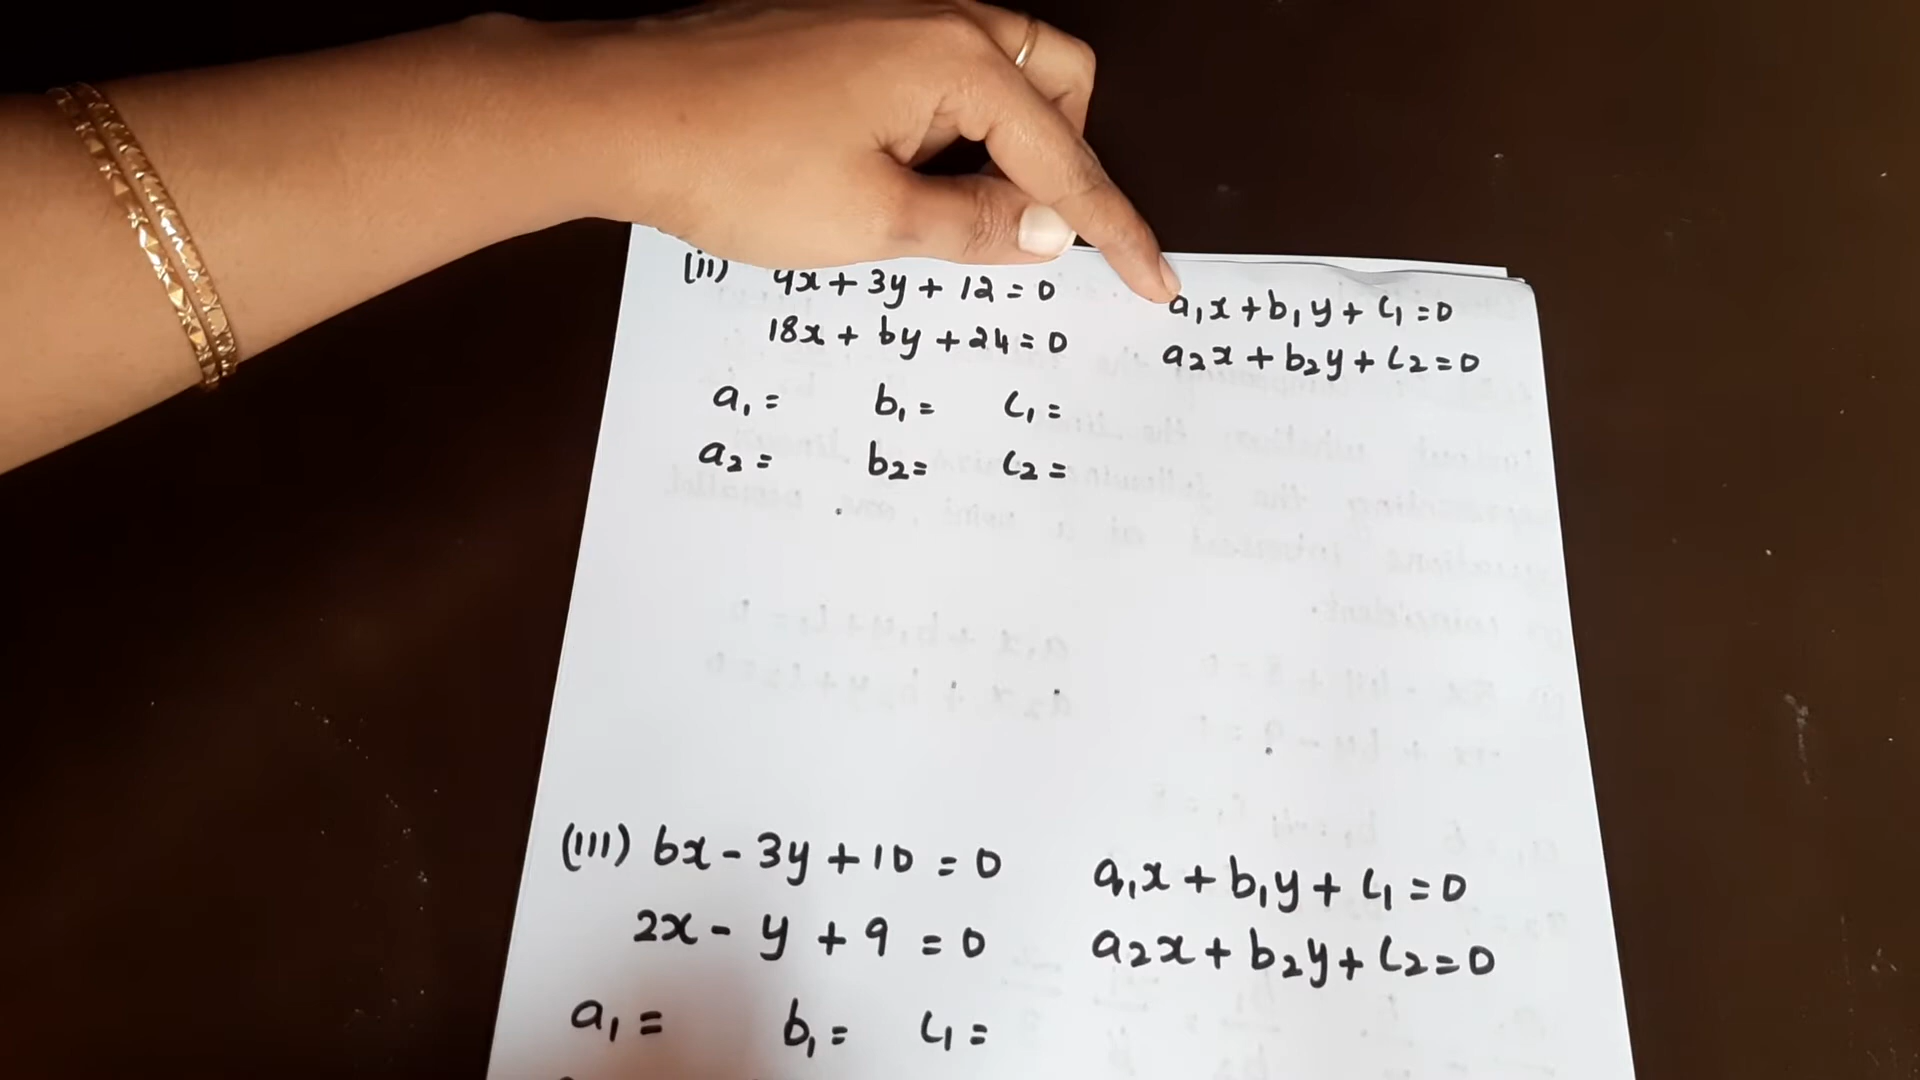 (ii) 9x + 3y + 12 = 0
18x + 6y + 24 = 0
a₁x + b₁y + c₁ = 0
a₂x + b₂y + c₂ = 0
a₁ = b₁ = c₁ =
a₂ = b₂ = c₂ =
(iii) 6x - 3y + 10 = 0
2x - y + 9 = 0
a₁x + b₁y + c₁ = 0
a₂x + b₂y + c₂ = 0
a₁ = b₁ = c₁ =